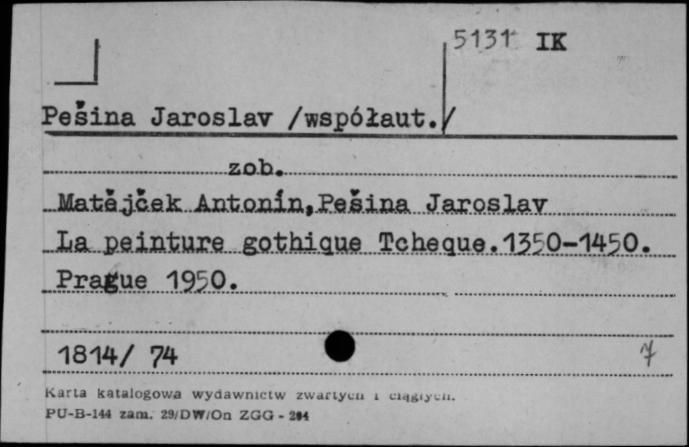 5131 IK
Pešina Jaroslav /współaut./
zob.
Matějček Antonín,Pešina Jaroslav
La peinture gothique Tcheque.1350-1450.
Prague 1950.
1814/ 74
7
Karta katalogowa wydawnictw zwartych i ciągłych.
PU-B-144 zam. 29/DW/On ZGG - 204